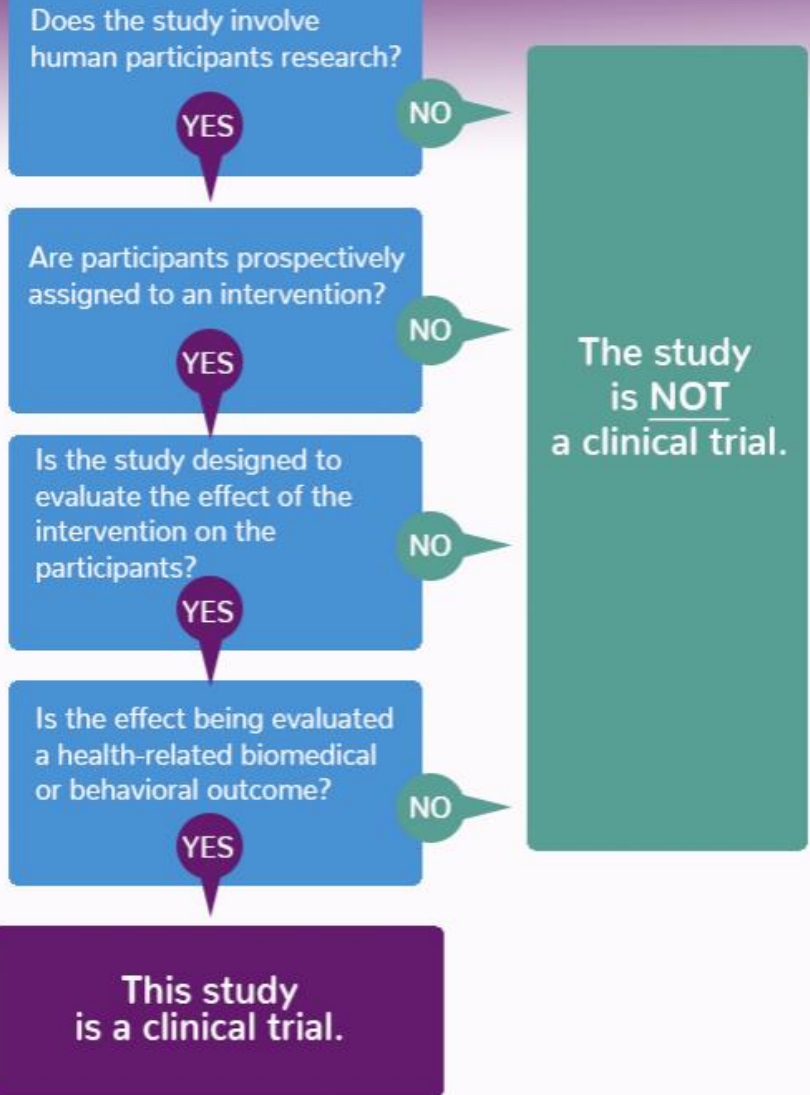 Does the study involve
human participants research?
YES
NO
Are participants prospectively
assigned to an intervention?
YES
NO
Is the study designed to
evaluate the effect of the
intervention on the
participants?
YES
NO
Is the effect being evaluated
a health-related biomedical
or behavioral outcome?
YES
NO
The study
is NOT
a clinical trial.
This study
is a clinical trial.